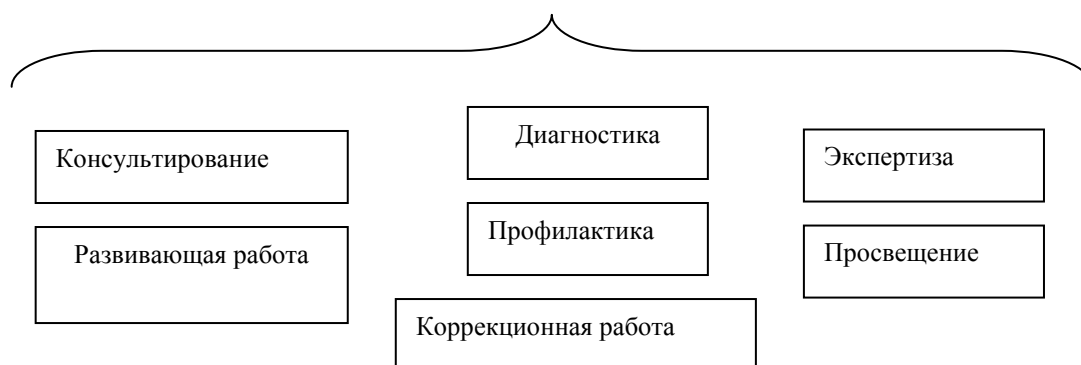 Диагностика
Консультирование
Экспертиза
Профилактика
Развивающая работа
Просвещение
Коррекционная работа